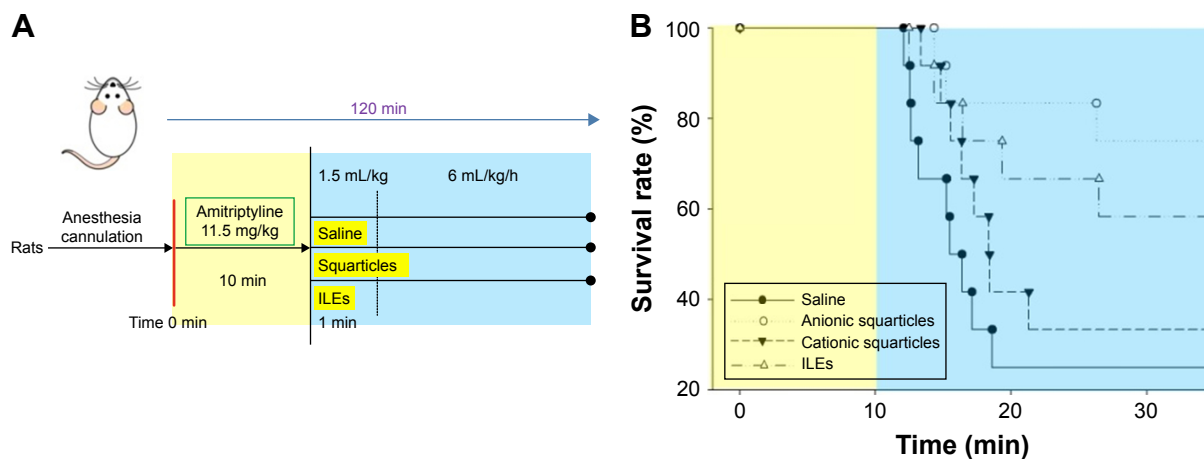 A
120 min
1.5 mL/kg
6 mL/kg/h
Anesthesia
cannulation
Rats
Amitriptyline
11.5 mg/kg
10 min
Saline
Squarticles
ILEs
Time 0 min
1 min
B
Survival rate (%)
100
80
60
40
20
Saline
Anionic squarticles
Cationic squarticles
ILEs
0
10
20
30
Time (min)